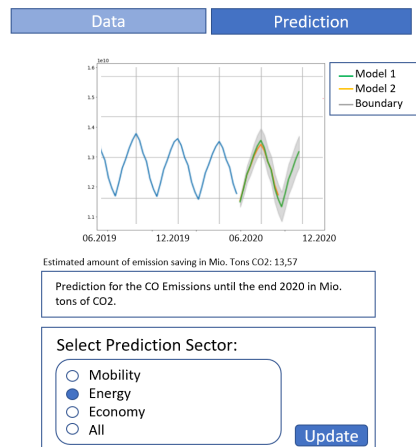 Data
Prediction
1e10
1.6
1.5
1.4
1.3
1.2
1.1
06.2019
12.2019
06.2020
12.2020
Model 1
Model 2
Boundary
Estimated amount of emission saving in Mio. Tons CO2: 13,57
Prediction for the CO Emissions until the end 2020 in Mio.
tons of CO2.
Select Prediction Sector:
Mobility
Energy
Economy
All
Update